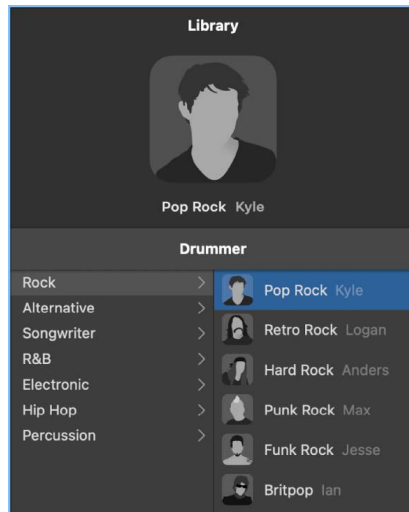 Library
Pop Rock Kyle
Drummer
Rock
Alternative
Songwriter
R&B
Electronic
Hip Hop
Percussion
Pop Rock Kyle
Retro Rock Logan
Hard Rock Anders
Punk Rock Max
Funk Rock Jesse
Britpop Ian